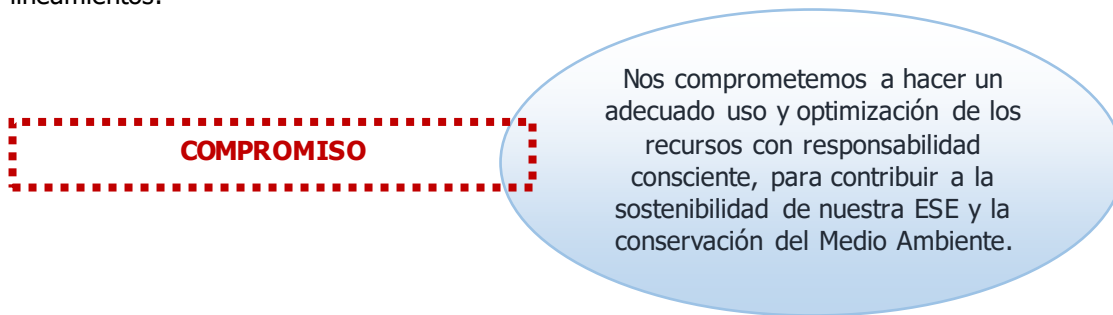 lineamientos.
COMPROMISO
Nos comprometemos a hacer un
adecuado uso y optimización de los
recursos con responsabilidad
consciente, para contribuir a la
sostenibilidad de nuestra ESE y la
conservación del Medio Ambiente.